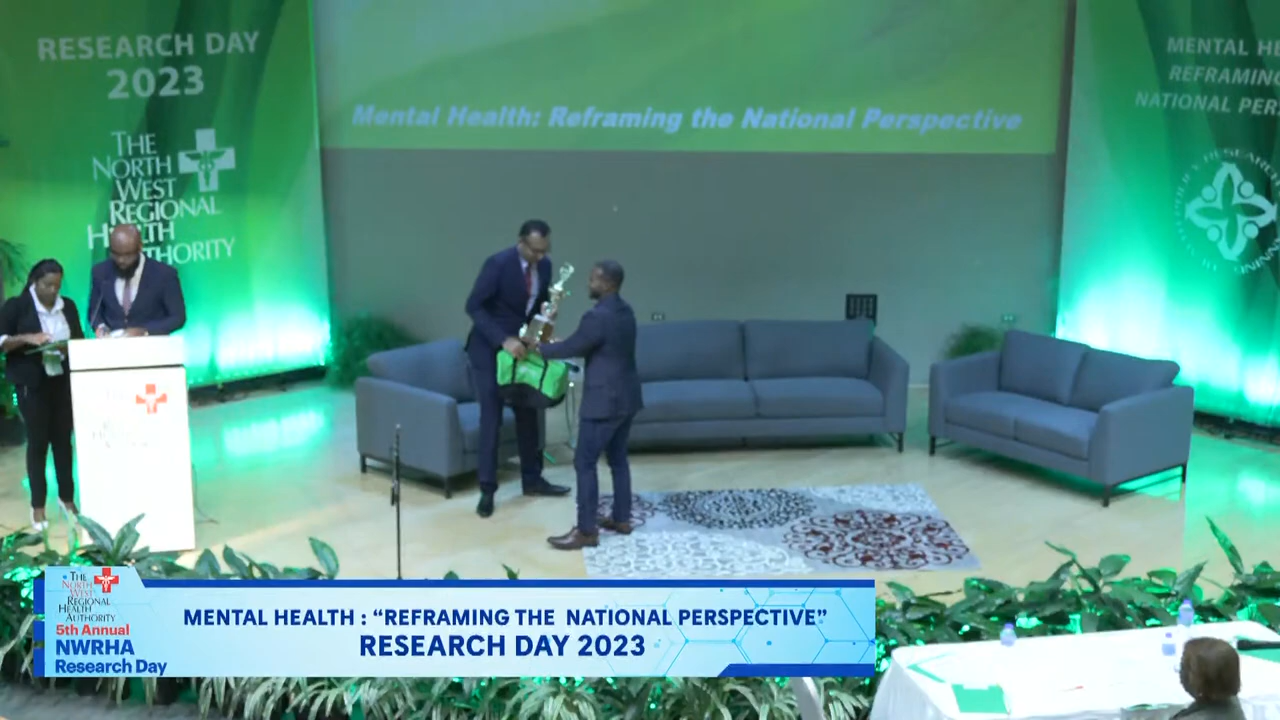 RESEARCH DAY
2023
THE
NORTH
WEST
REGIONAL
HEALTH
AUTHORITY
Mental Health: Reframing the National Perspective
MENTAL
REFRAMING
NATIONAL
THE
NORTH
WEST
REGIONAL
HEALTH
AUTHORITY
5th Annual
NWRHA
Research Day
MENTAL HEALTH : “REFRAMING THE NATIONAL PERSPECTIVE”
RESEARCH DAY 2023